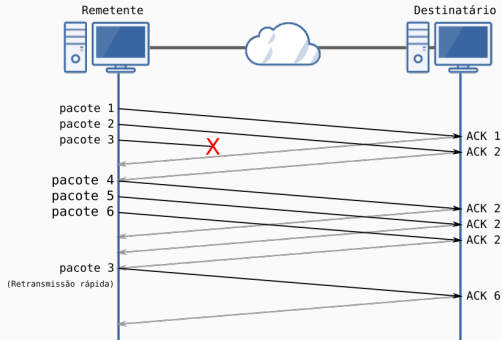 Remetente
Destinatário
pacote 1
pacote 2
pacote 3
X
ACK 1
ACK 2
pacote 4
pacote 5
pacote 6
ACK 2
ACK 2
ACK 2
pacote 3
(Retransmissão rápida)
ACK 6